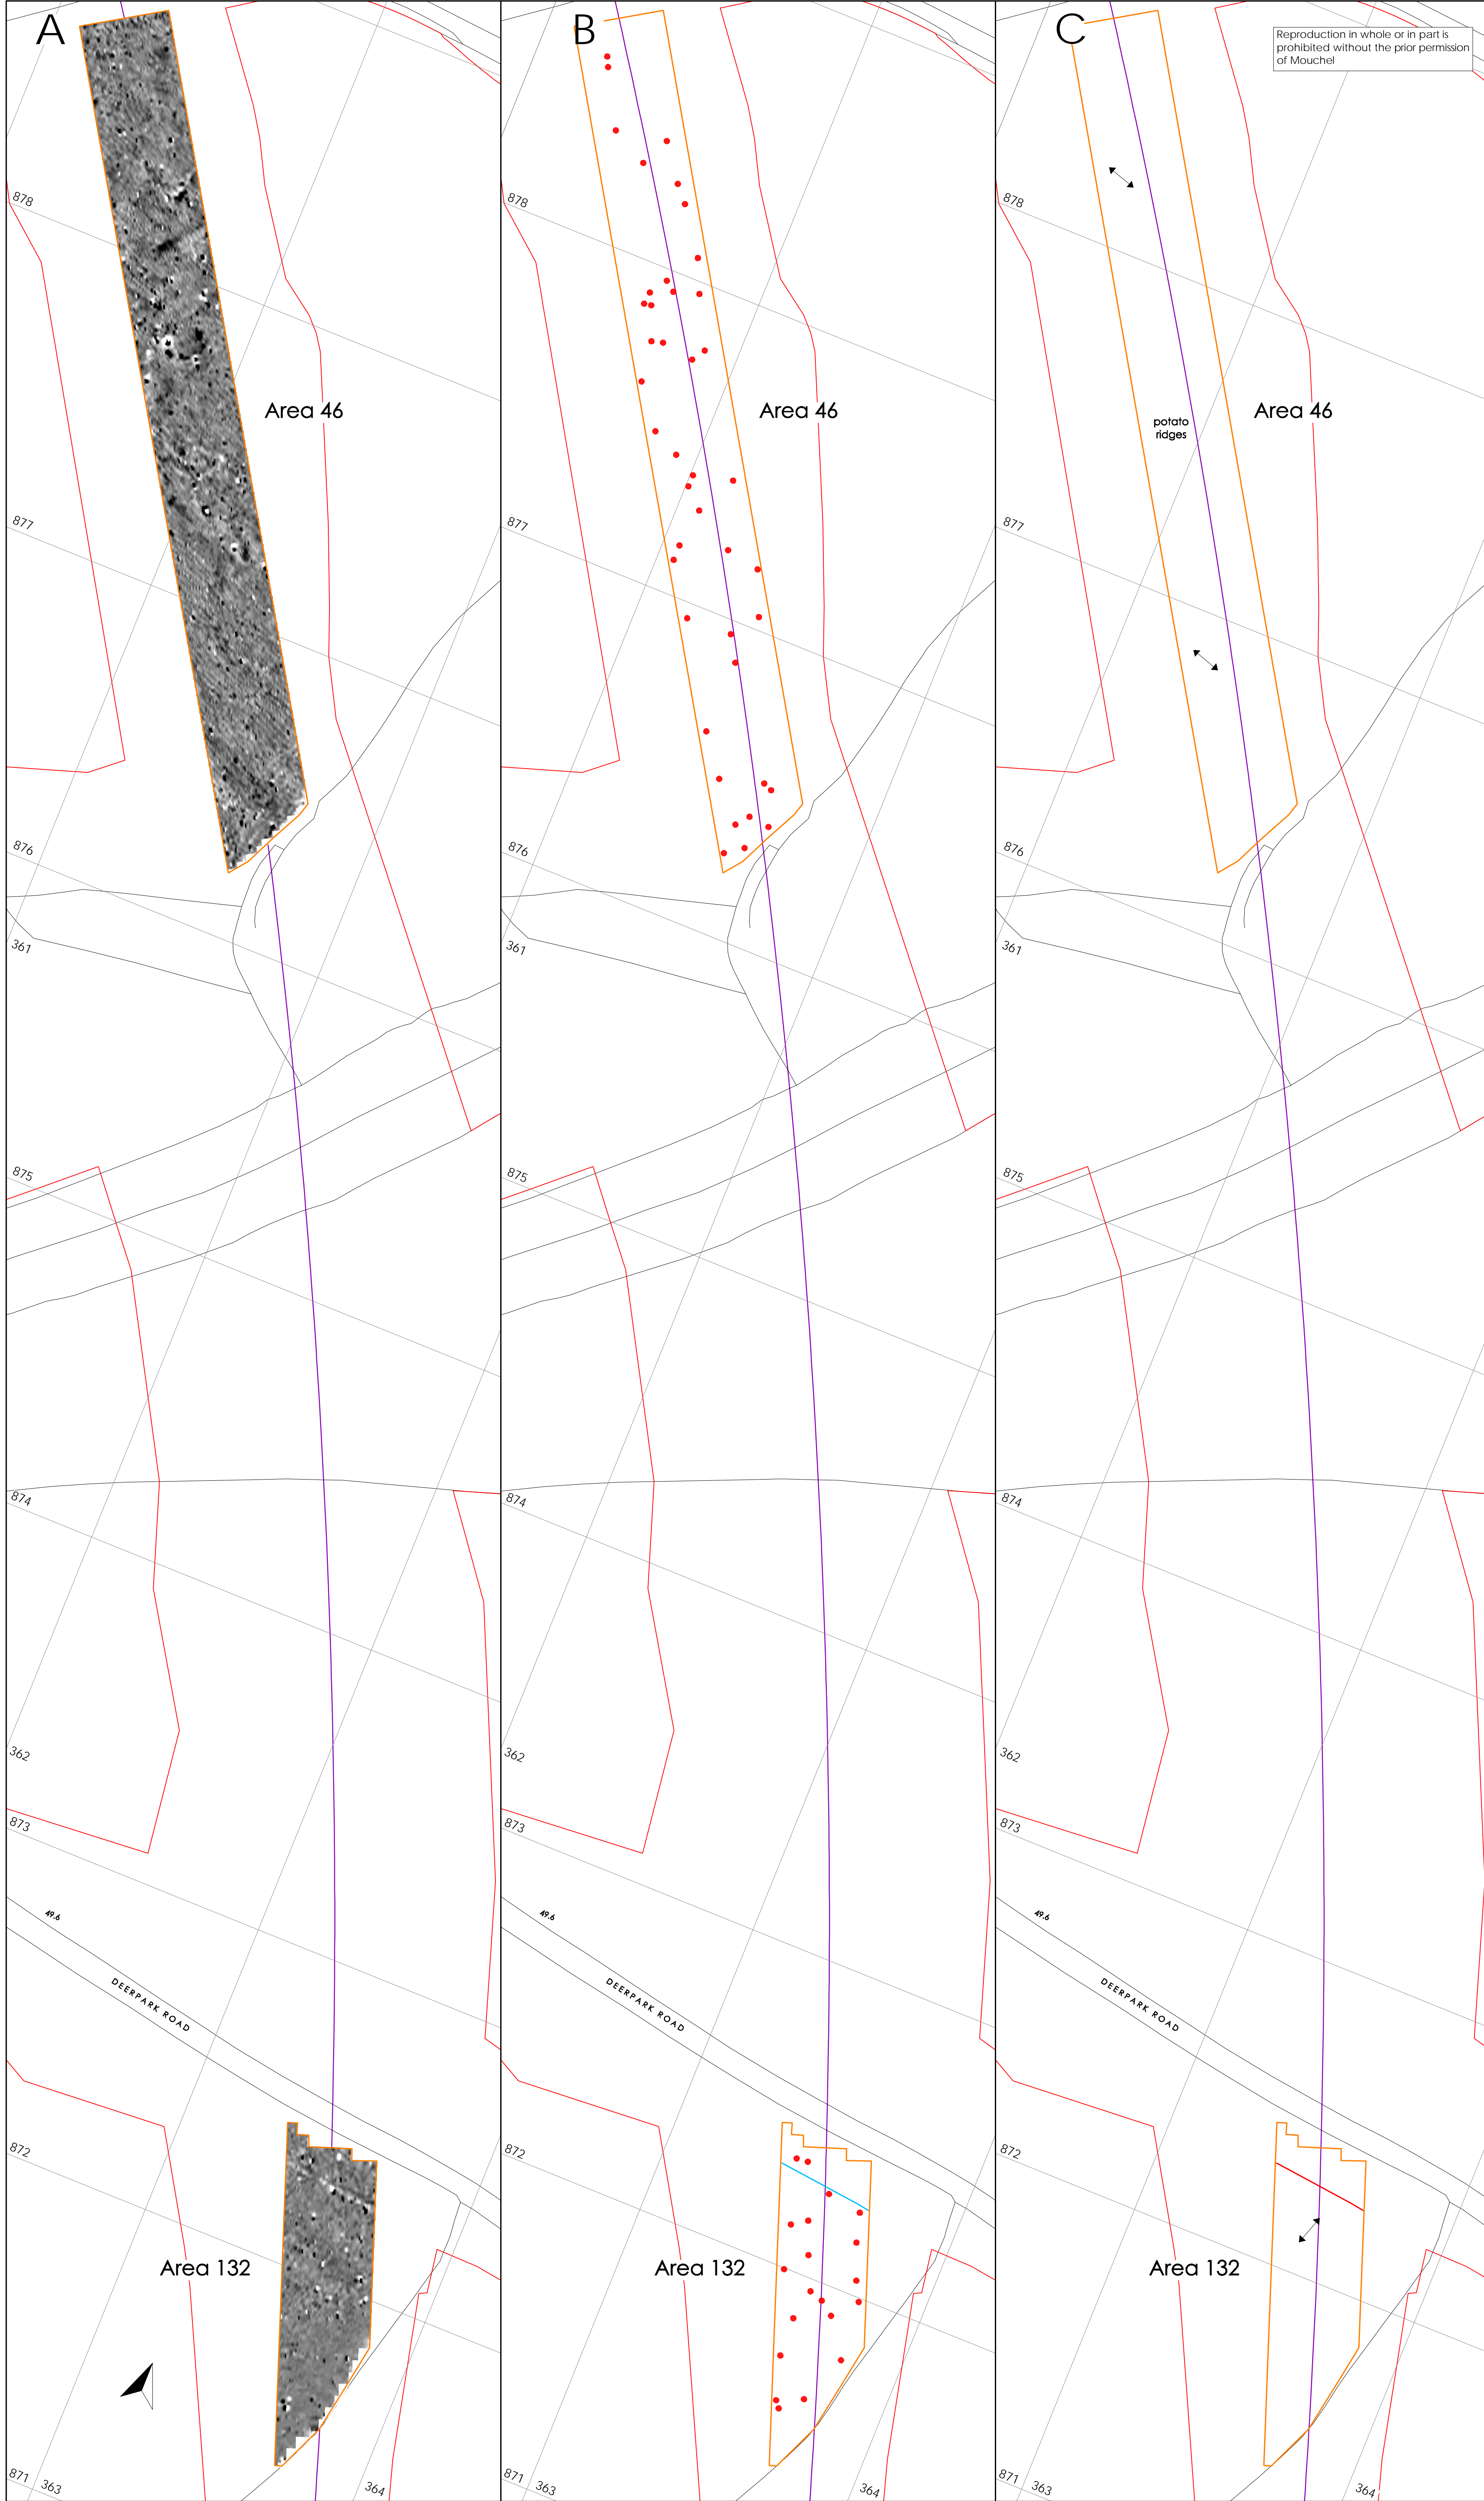 A
878
Area 46
877
876
361
875
874
362
873
49.6
DEERPARK ROAD
872
Area 132
871
363
364
B
878
Area 46
877
876
361
875
874
362
873
49.6
DEERPARK ROAD
872
Area 132
871
363
364
C
Reproduction in whole or in part is
prohibited without the prior permission
of Mouchel
878
Area 46
potato
ridges
877
876
361
875
874
362
873
49.6
DEERPARK ROAD
872
Area 132
871
363
364